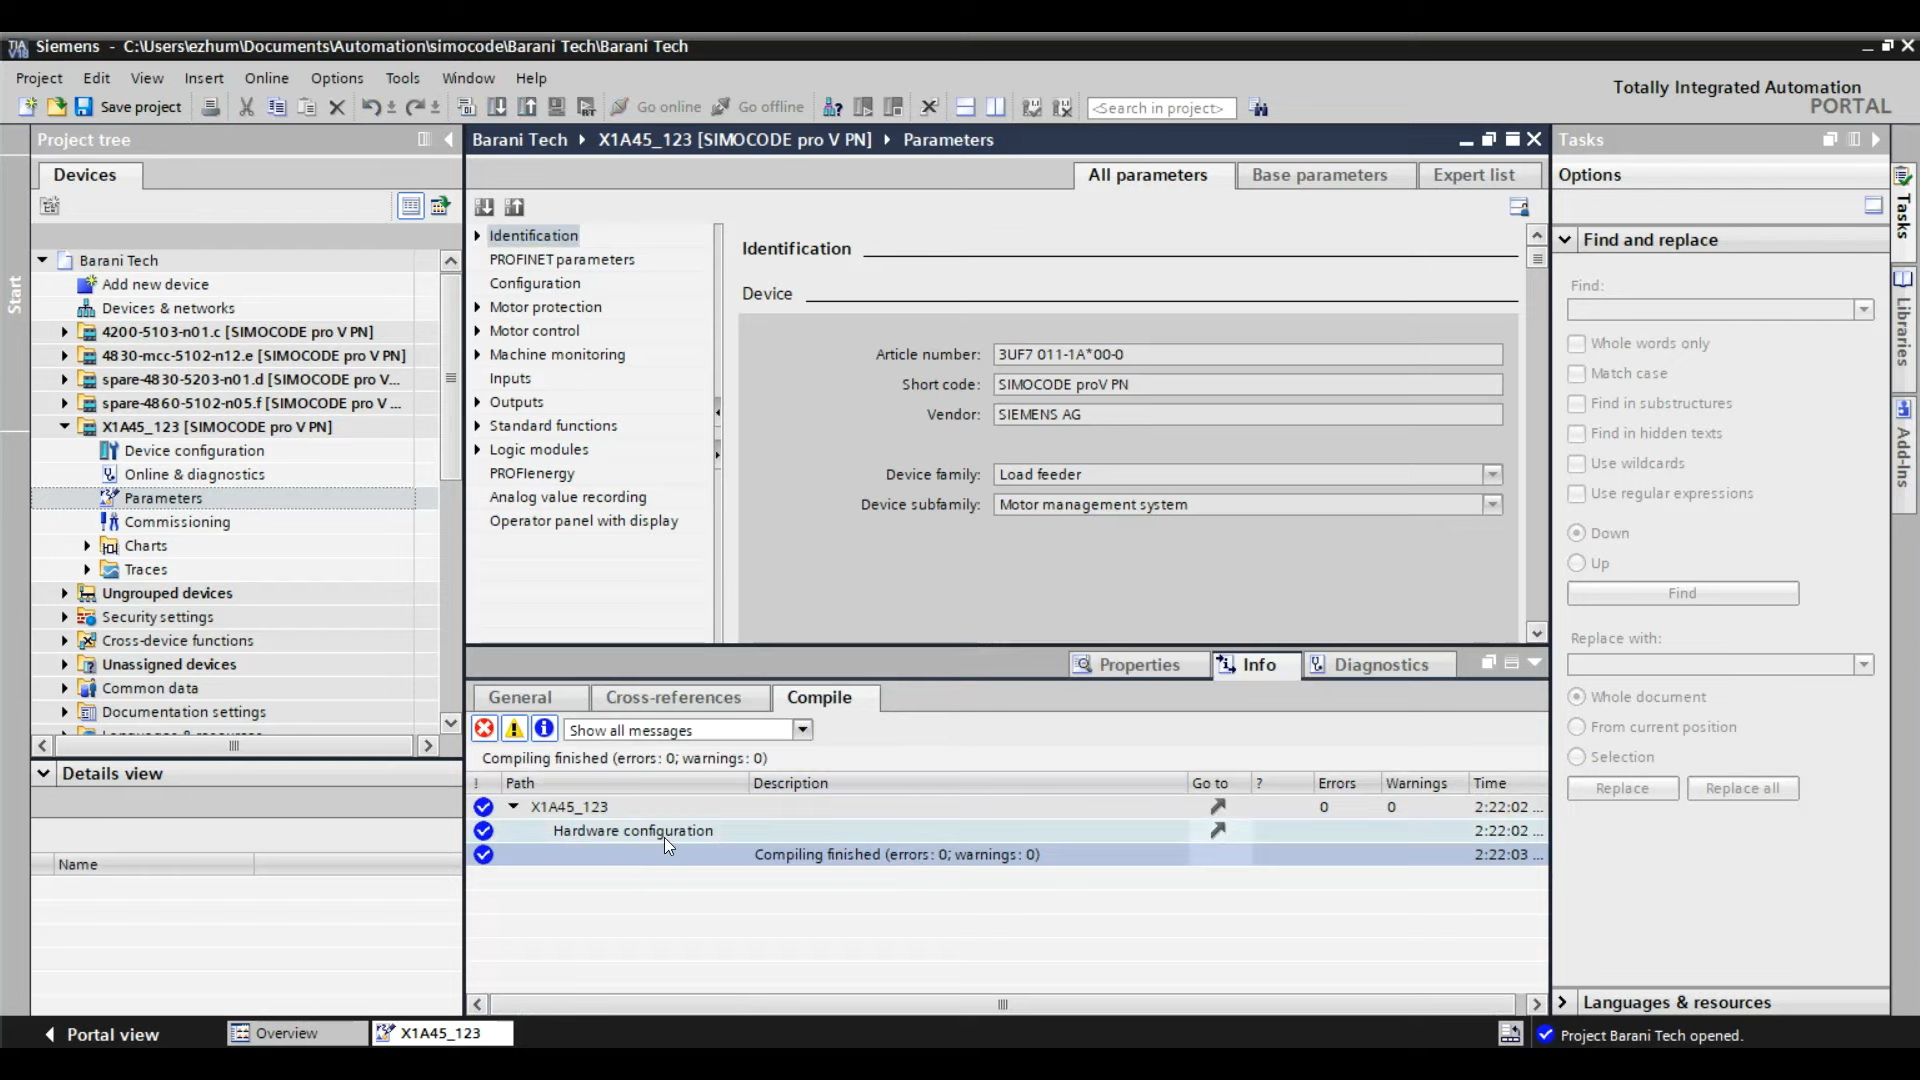 TIA V18 Siemens - C:\Users\ezhum\Documents\Automation\simocode\Barani Tech\Barani Tech
Project Edit View Insert Online Options Tools Window Help
Totally Integrated Automation
PORTAL
Save project Go online Go offline <Search in project>
Project tree
Devices
Start
Barani Tech
Add new device
Devices & networks
4200-5103-n01.c [SIMOCODE pro V PN]
4830-mcc-5102-n12.e [SIMOCODE pro V PN]
spare-4830-5203-n01.d [SIMOCODE pro V...
spare-4860-5102-n05.f [SIMOCODE pro V ...
X1A45_123 [SIMOCODE pro V PN]
Device configuration
Online & diagnostics
Parameters
Commissioning
Charts
Traces
Ungrouped devices
Security settings
Cross-device functions
Unassigned devices
Common data
Documentation settings
Details view
Name
Barani Tech X1A45_123 [SIMOCODE pro V PN] Parameters
All parameters Base parameters Expert list
Identification
PROFINET parameters
Configuration
Motor protection
Motor control
Machine monitoring
Inputs
Outputs
Standard functions
Logic modules
PROFIenergy
Analog value recording
Operator panel with display
Identification
Device
Article number: 3UF7 011-1A*00-0
Short code: SIMOCODE proV PN
Vendor: SIEMENS AG
Device family: Load feeder
Device subfamily: Motor management system
Properties Info Diagnostics
General Cross-references Compile
Show all messages
Compiling finished (errors: 0; warnings: 0)
! Path Description Go to ? Errors Warnings Time
X1A45_123 0 0 2:22:02 ...
Hardware configuration 2:22:02 ...
Compiling finished (errors: 0; warnings: 0) 2:22:03 ...
Tasks
Options
Find and replace
Find:
Whole words only
Match case
Find in substructures
Find in hidden texts
Use wildcards
Use regular expressions
Down
Up
Find
Replace with:
Whole document
From current position
Selection
Replace Replace all
Languages & resources
Tasks
Libraries
Add-Ins
Portal view Overview X1A45_123 Project Barani Tech opened.